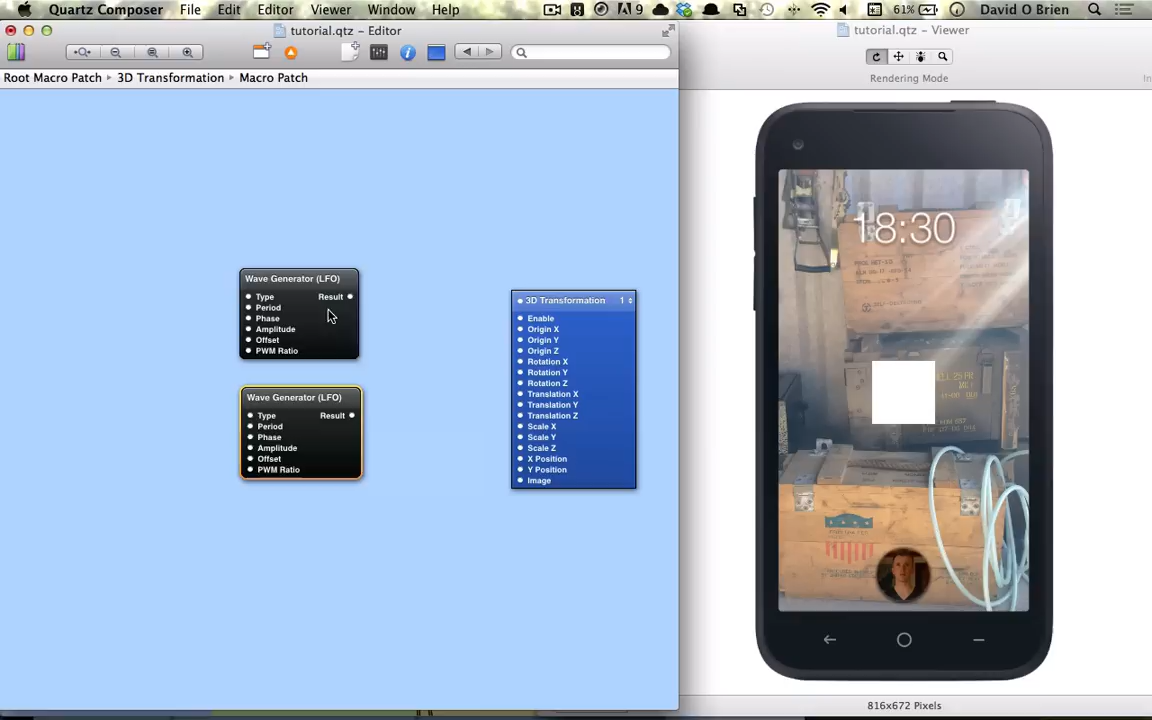 Quartz Composer File Edit Editor Viewer Window Help 9 61% David O Brien
tutorial.qtz – Editor
tutorial.qtz – Viewer
Root Macro Patch 3D Transformation Macro Patch
Rendering Mode
In
Wave Generator (LFO)
Type Result
Period
Phase
Amplitude
Offset
PWM Ratio
Wave Generator (LFO)
Type Result
Period
Phase
Amplitude
Offset
PWM Ratio
3D Transformation 1
Enable
Origin X
Origin Y
Origin Z
Rotation X
Rotation Y
Rotation Z
Translation X
Translation Y
Translation Z
Scale X
Scale Y
Scale Z
X Position
Y Position
Image
18:30
816x672 Pixels